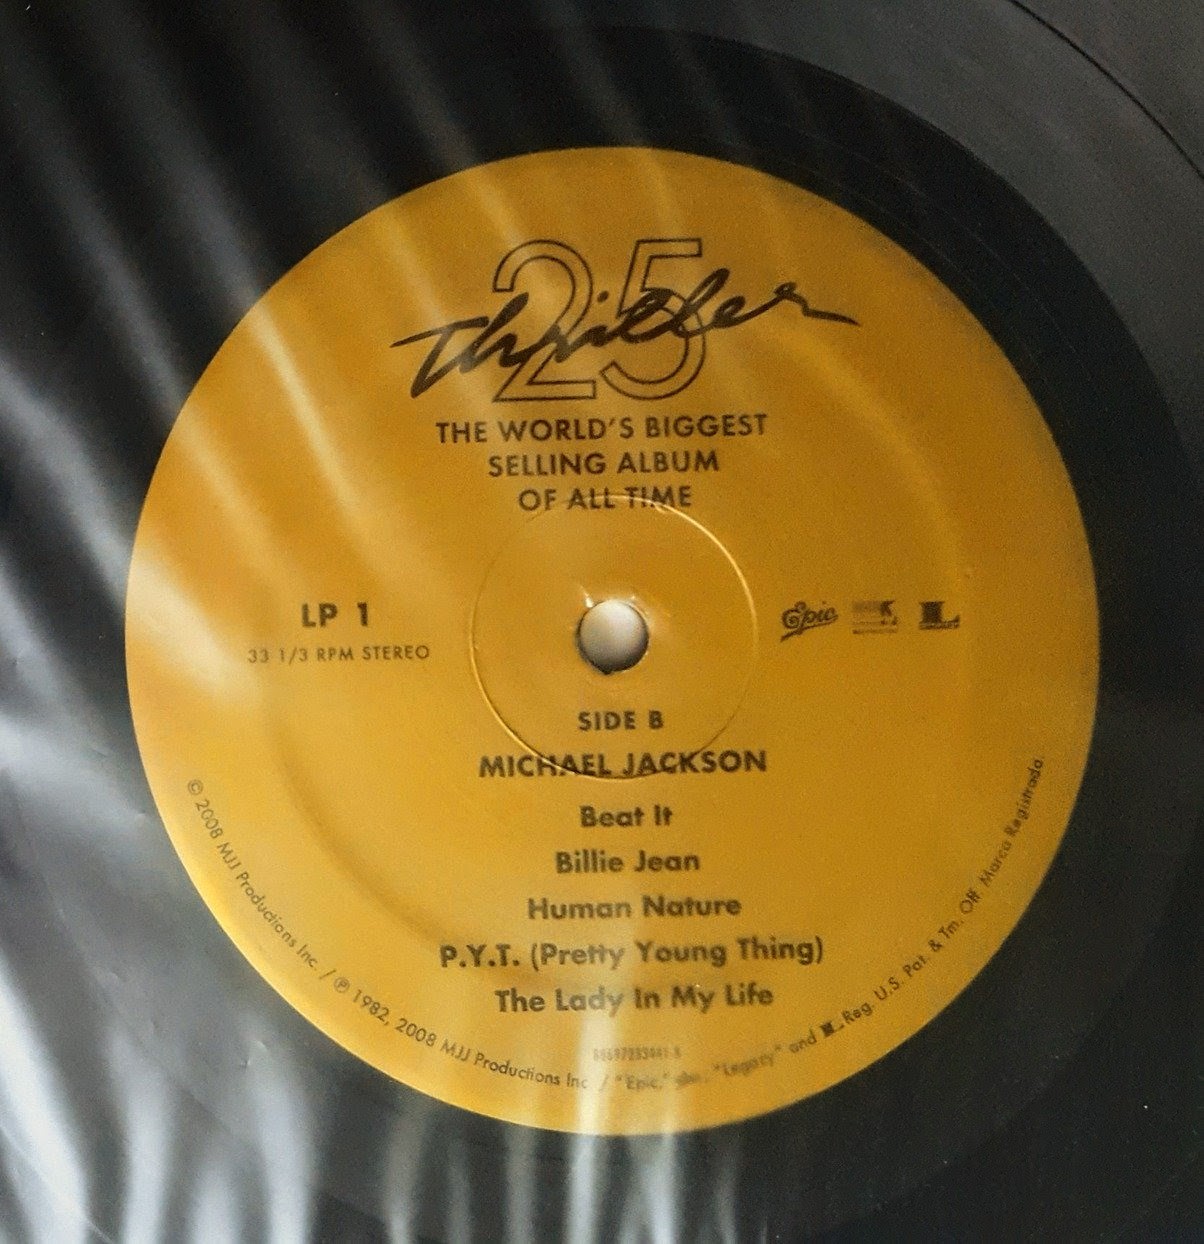 25
Thriller
THE WORLD'S BIGGEST
SELLING ALBUM
OF ALL TIME
LP 1
33 1/3 RPM STEREO
Epic
SIDE B
MICHAEL JACKSON
Beat It
Billie Jean
Human Nature
P.Y.T. (Pretty Young Thing)
The Lady In My Life
© 2008 MJJ Productions Inc. / ℗ 1982, 2008 MJJ Productions Inc. / "Epic," "Legacy" and L Reg. U.S. Pat. & Tm. Off. Marca Registrada.